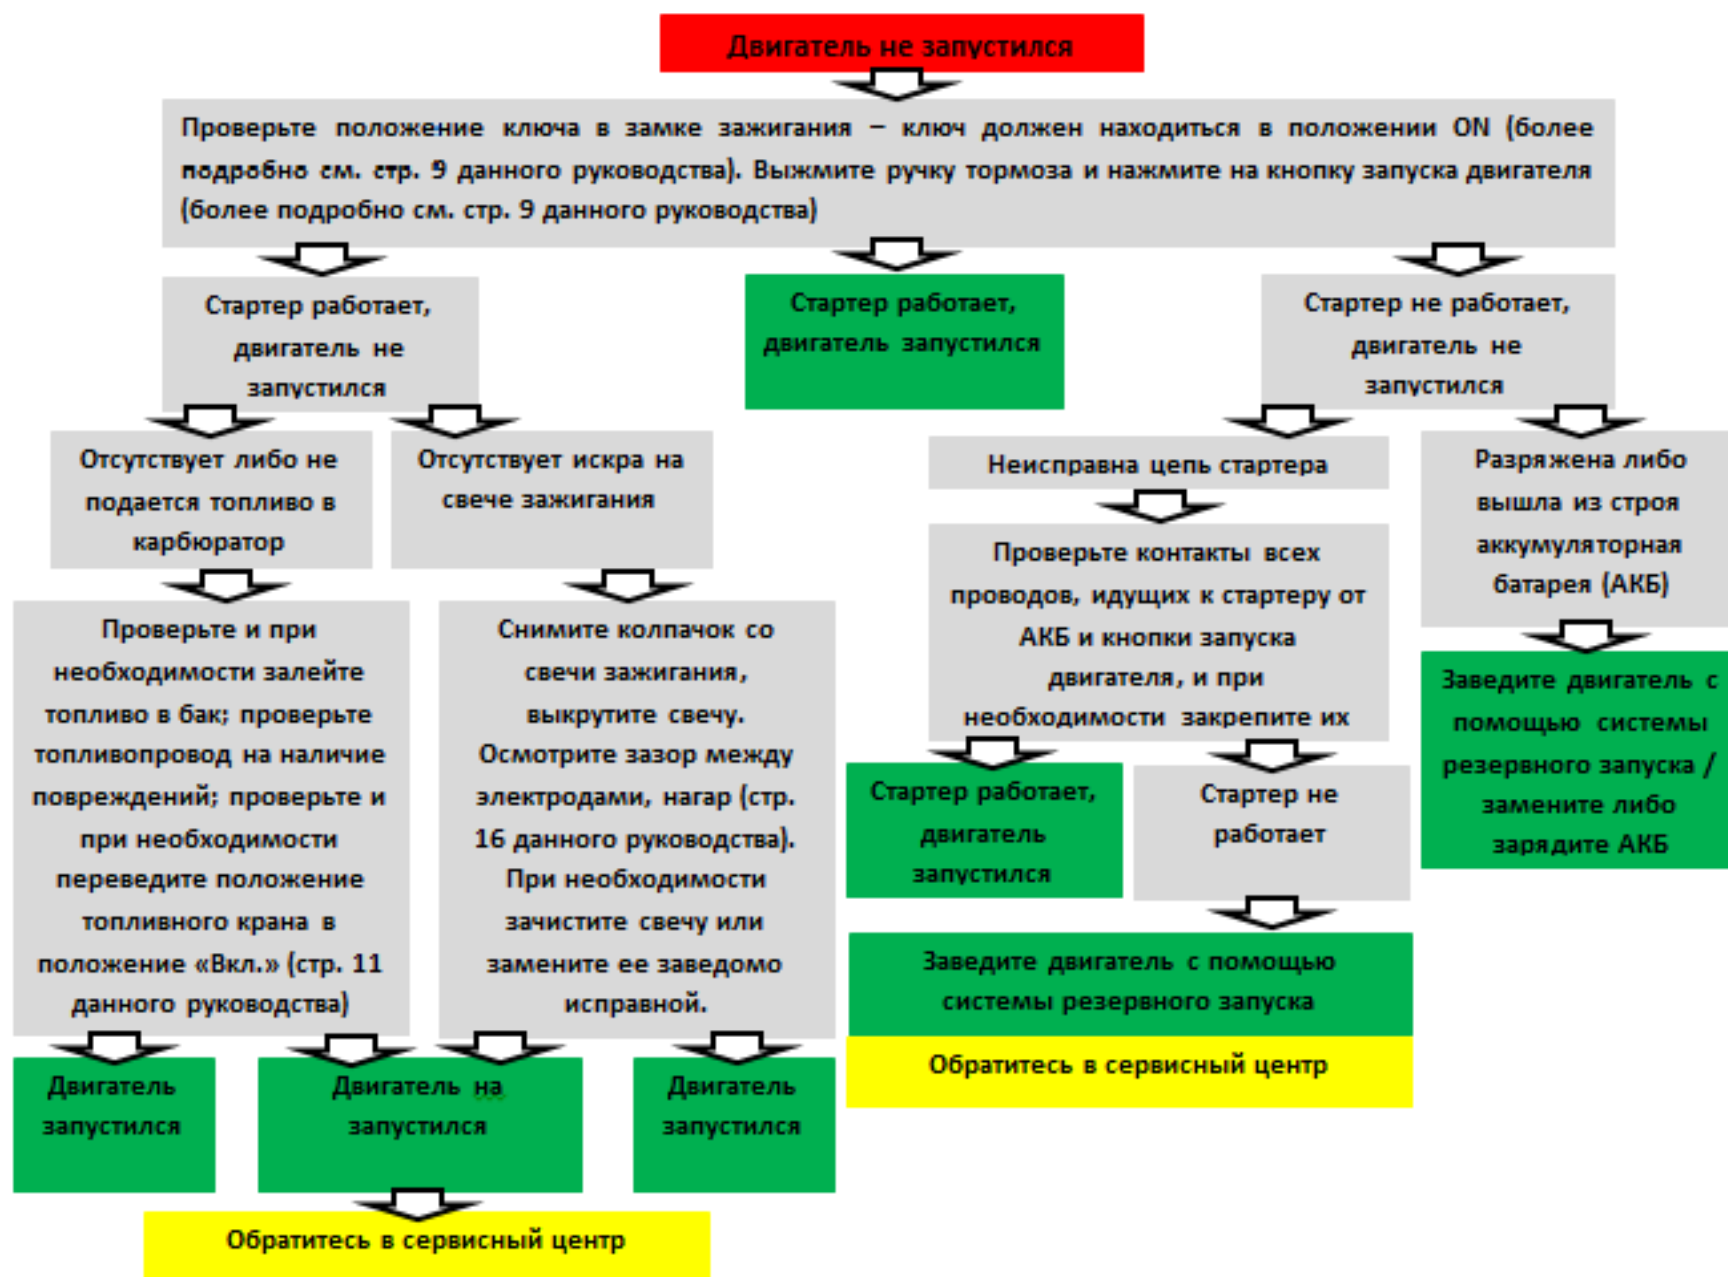 Двигатель не запустился
Проверьте положение ключа в замке зажигания – ключ должен находиться в положении ON (более
подробно см. стр. 9 данного руководства). Выжмите ручку тормоза и нажмите на кнопку запуска двигателя
(более подробно см. стр. 9 данного руководства)
Стартер работает,
двигатель не
запустился
Стартер работает,
двигатель запустился
Стартер не работает,
двигатель не
запустился
Отсутствует либо не
подается топливо в
карбюратор
Отсутствует искра на
свече зажигания
Неисправна цепь стартера
Разряжена либо
вышла из строя
аккумуляторная
батарея (АКБ)
Проверьте и при
необходимости залейте
топливо в бак; проверьте
топливопровод на наличие
повреждений; проверьте и
при необходимости
переведите положение
топливного крана в
положение «Вкл.» (стр. 11
данного руководства)
Снимите колпачок со
свечи зажигания,
выкрутите свечу.
Осмотрите зазор между
электродами, нагар (стр.
16 данного руководства).
При необходимости
зачистите свечу или
замените ее заведомо
исправной.
Проверьте контакты всех
проводов, идущих к стартеру от
АКБ и кнопки запуска
двигателя, и при
необходимости закрепите их
Заведите двигатель с
помощью системы
резервного запуска /
замените либо
зарядите АКБ
Стартер работает,
двигатель
запустился
Стартер не
работает
Заведите двигатель с помощью
системы резервного запуска
Обратитесь в сервисный центр
Двигатель
запустился
Двигатель на
запустился
Двигатель
запустился
Обратитесь в сервисный центр